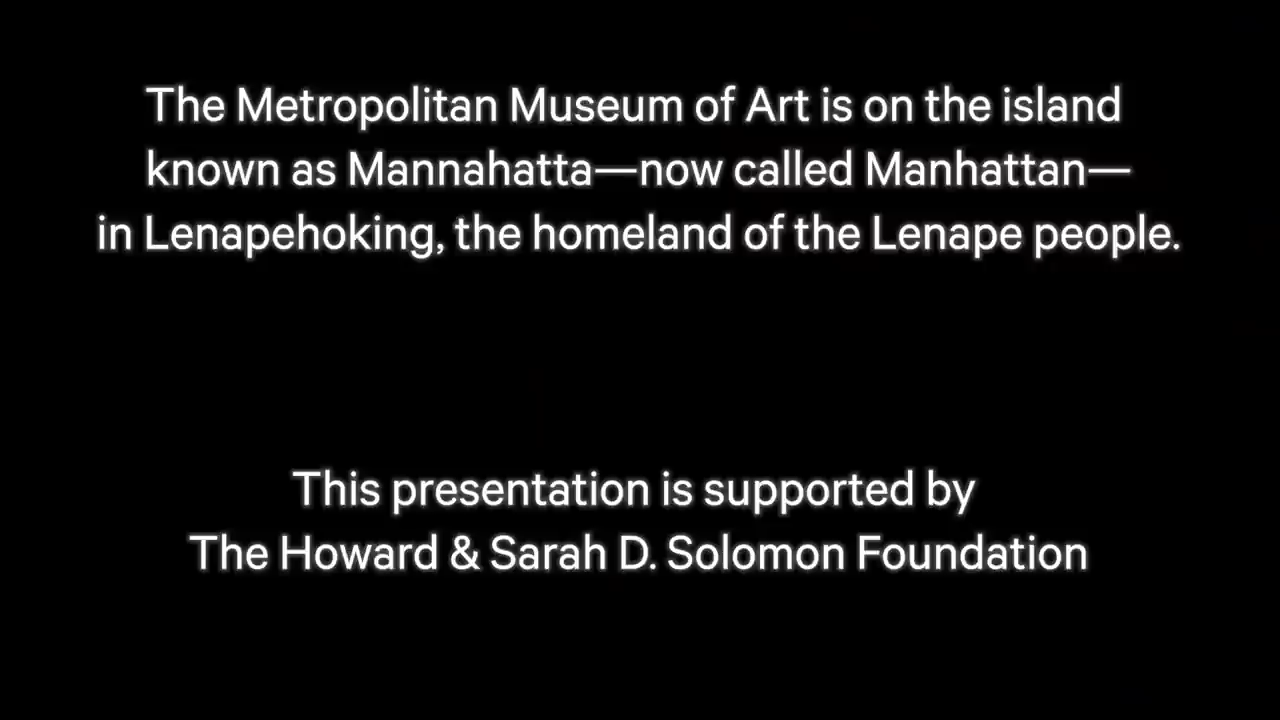 The Metropolitan Museum of Art is on the island
known as Mannahatta—now called Manhattan—
in Lenapehoking, the homeland of the Lenape people.
This presentation is supported by
The Howard & Sarah D. Solomon Foundation